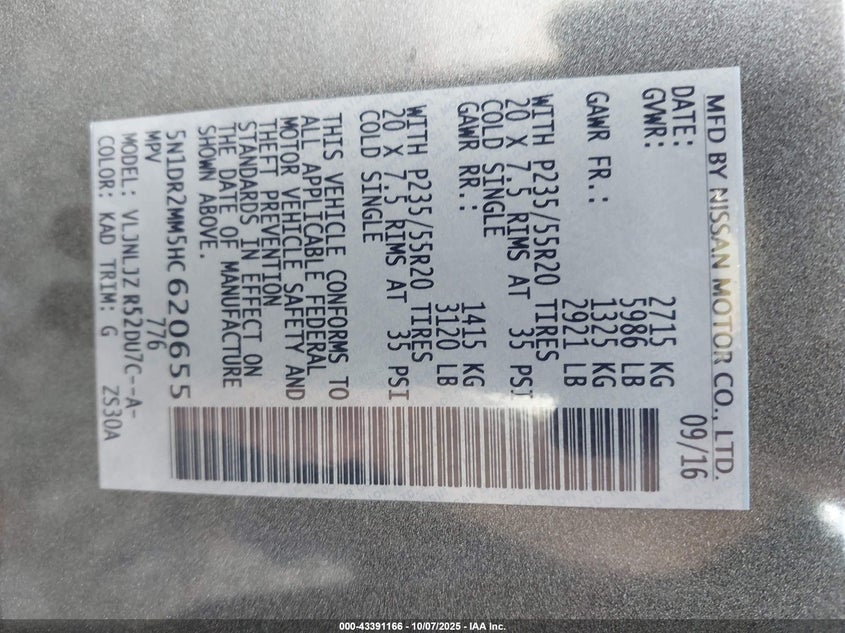 MFD BY NISSAN MOTOR CO., LTD.
DATE: 09/16
GVWR: 2715 KG
5986 LB
GAWR FR.: 1325 KG
2921 LB
WITH P235/55R20 TIRES
20 X 7.5 RIMS AT 35 PSI
COLD SINGLE
GAWR RR.: 1415 KG
3120 LB
WITH P235/55R20 TIRES
20 X 7.5 RIMS AT 35 PSI
COLD SINGLE
THIS VEHICLE CONFORMS TO
ALL APPLICABLE FEDERAL
MOTOR VEHICLE SAFETY AND
THEFT PREVENTION
STANDARDS IN EFFECT ON
THE DATE OF MANUFACTURE
SHOWN ABOVE.
5N1DR2MM5HC620655
MPV 776
MODEL: VLJNLJZ R52DU7C--A-
COLOR: KAD TRIM: G ZS30A
000-43391166 - 10/07/2025 - IAA Inc.